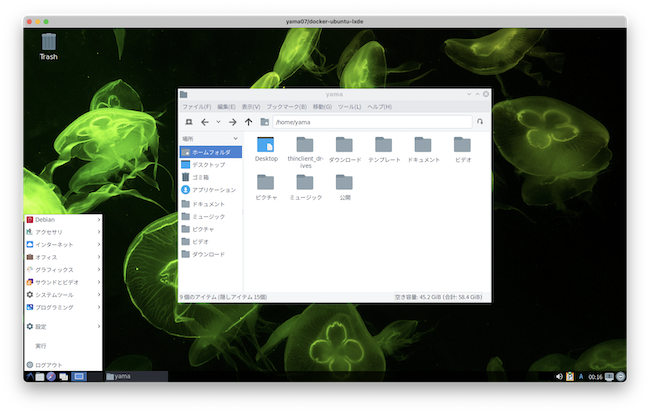 yama07/docker-ubuntu-lxde
Trash
yama
ファイル(F) 編集(E) 表示(V) ブックマーク(B) 移動(G) ツール(L) ヘルプ(H)
/home/yama
場所
ホームフォルダ
デスクトップ
ゴミ箱
アプリケーション
ドキュメント
ミュージック
ピクチャ
ビデオ
ダウンロード
Desktop
thinclient_dr-
ives
ダウンロード
テンプレート
ドキュメント
ビデオ
ピクチャ
ミュージック
公開
9 個のアイテム (隠しアイテム 15個)
空き容量: 45.2 GiB (合計: 58.4 GiB)
Debian
アクセサリ
インターネット
オフィス
グラフィックス
サウンドとビデオ
システムツール
プログラミング
設定
実行
ログアウト
yama
A
00:16